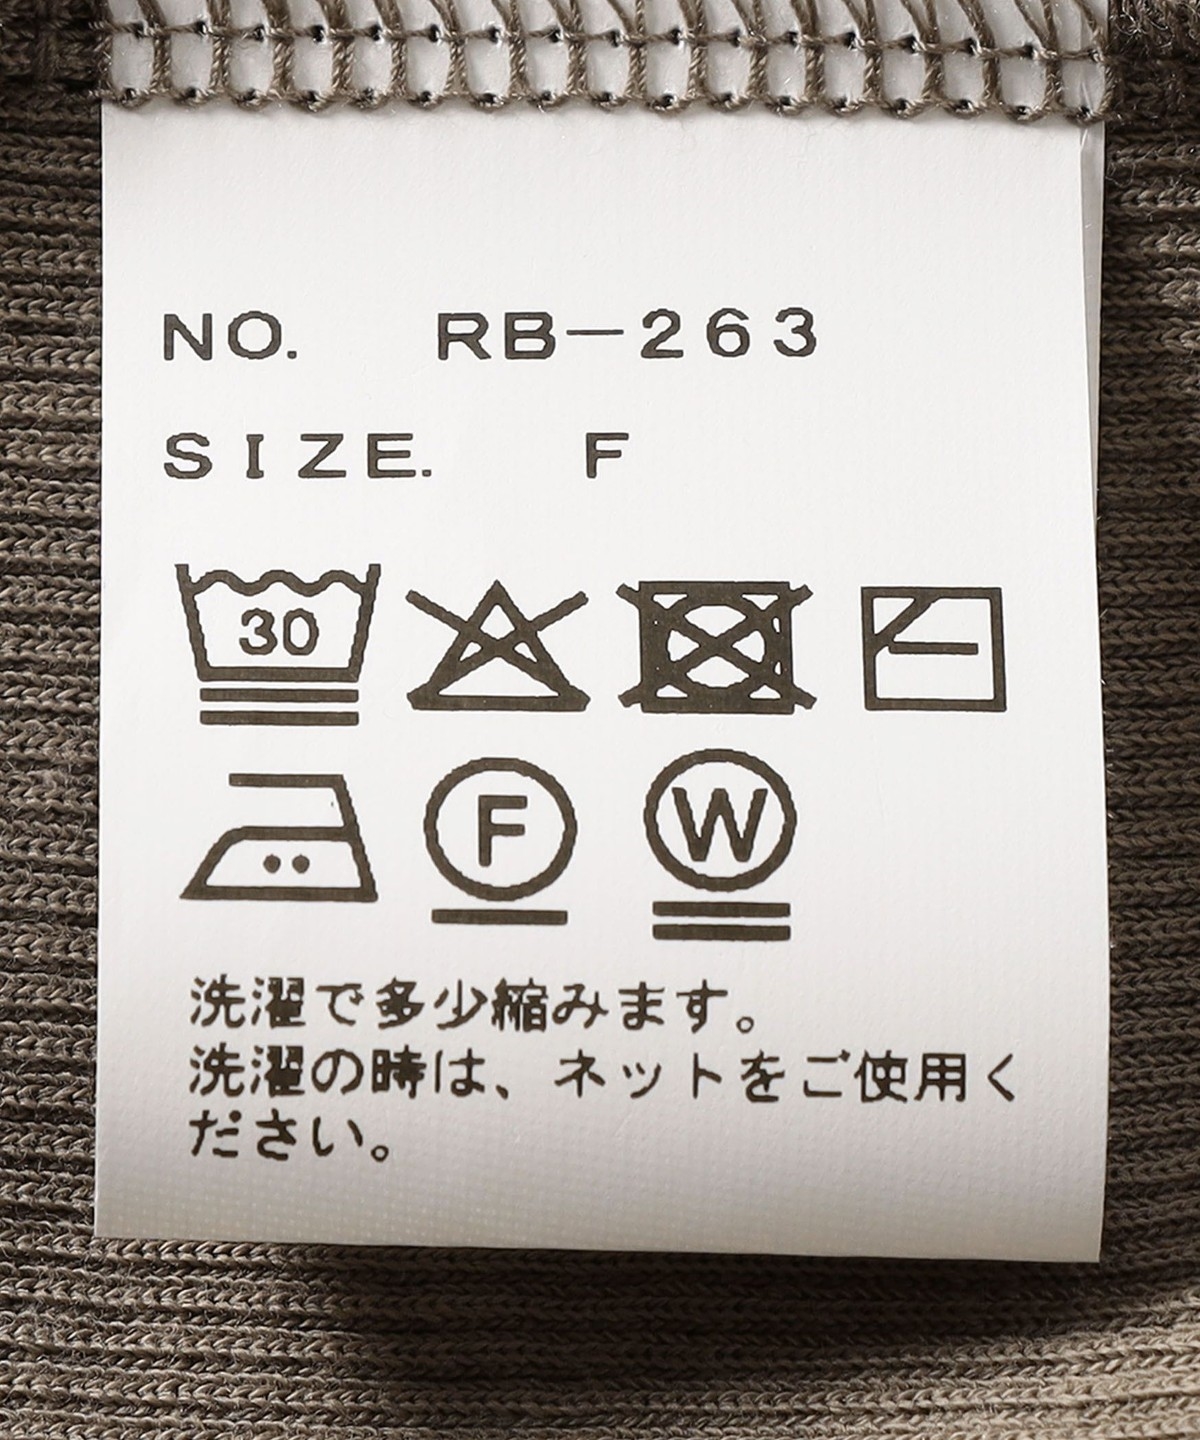 NO. RB-263
SIZE. F
30
F W
洗濯で多少縮みます。
洗濯の時は、ネットをご使用く
ださい。